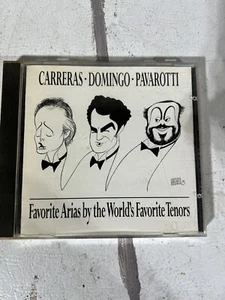 CARRERAS · DOMINGO · PAVAROTTI
Favorite Arias by the World's Favorite Tenors